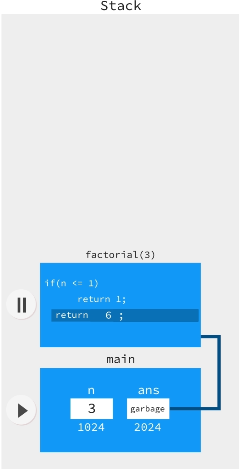 Stack
factorial(3)
if(n <= 1)
return 1;
return 6 ;
main
n ans
3 garbage
1024 2024